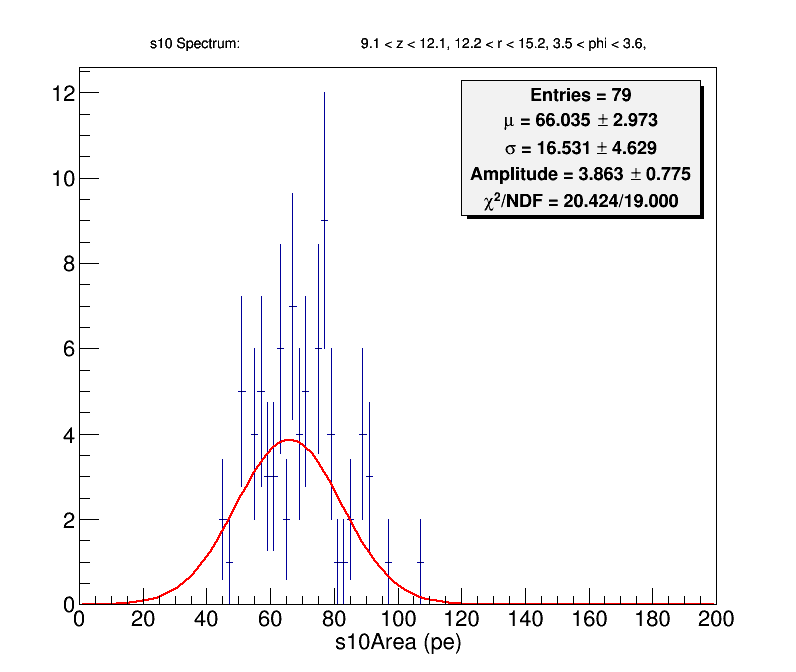 s10 Spectrum: 9.1 < z < 12.1, 12.2 < r < 15.2, 3.5 < phi < 3.6,
Entries = 79
μ = 66.035 ± 2.973
σ = 16.531 ± 4.629
Amplitude = 3.863 ± 0.775
χ²/NDF = 20.424/19.000
12
10
8
6
4
2
0
0 20 40 60 80 100 120 140 160 180 200
s10Area (pe)